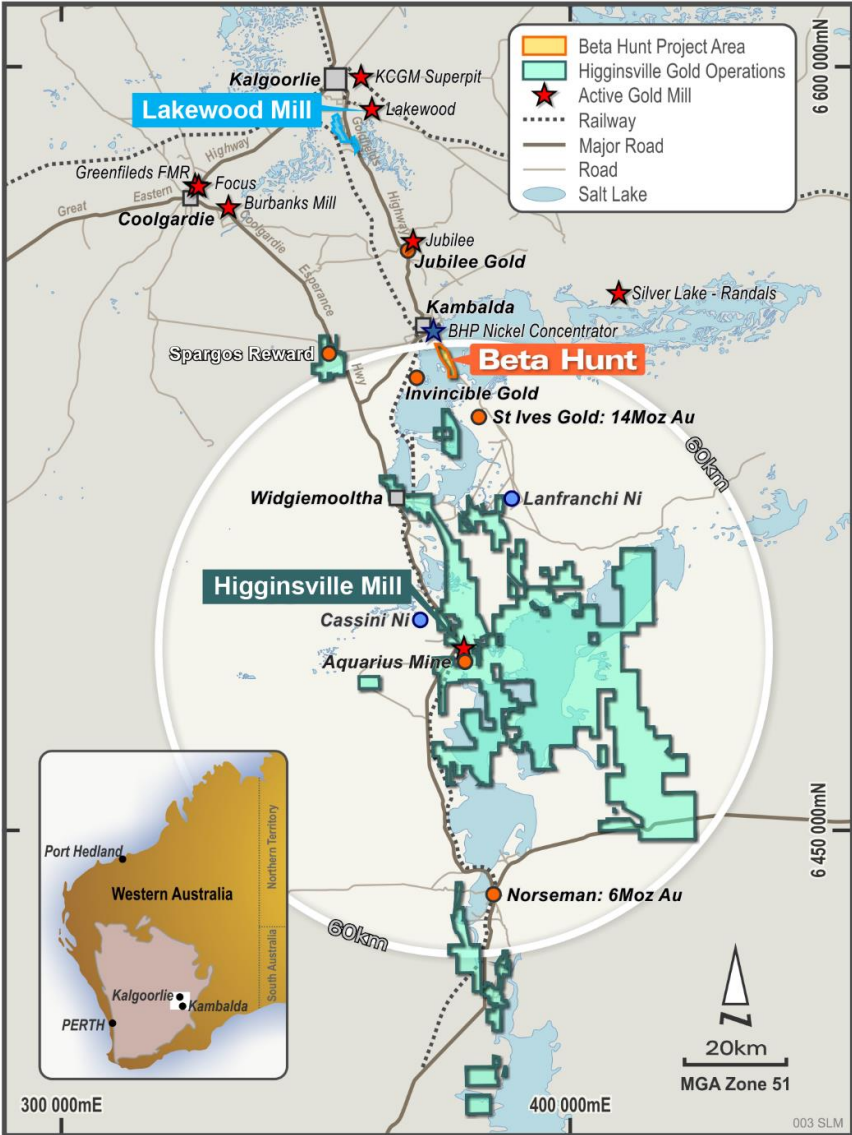 Beta Hunt Project Area
Higginsville Gold Operations
Active Gold Mill
Railway
Major Road
Road
Salt Lake
6 600 000mN
Kalgoorlie
KCGM Superpit
Lakewood Mill
Lakewood
Goldfields
Highway
Greenfileds FMR
Focus
Highway
Eastern
Great
Burbanks Mill
Coolgardie
Coolgardie
Esperance
Hwy
Highway
Jubilee
Jubilee Gold
Silver Lake - Randals
Kambalda
BHP Nickel Concentrator
Spargos Reward
Beta Hunt
Invincible Gold
St Ives Gold: 14Moz Au
60km
Widgiemooltha
Lanfranchi Ni
Higginsville Mill
Cassini Ni
Aquarius Mine
6 450 000mN
Norseman: 6Moz Au
60km
Port Hedland
Northern Territory
Western Australia
South Australia
Kalgoorlie
Kambalda
PERTH
N
20km
MGA Zone 51
300 000mE
400 000mE
003 SLM